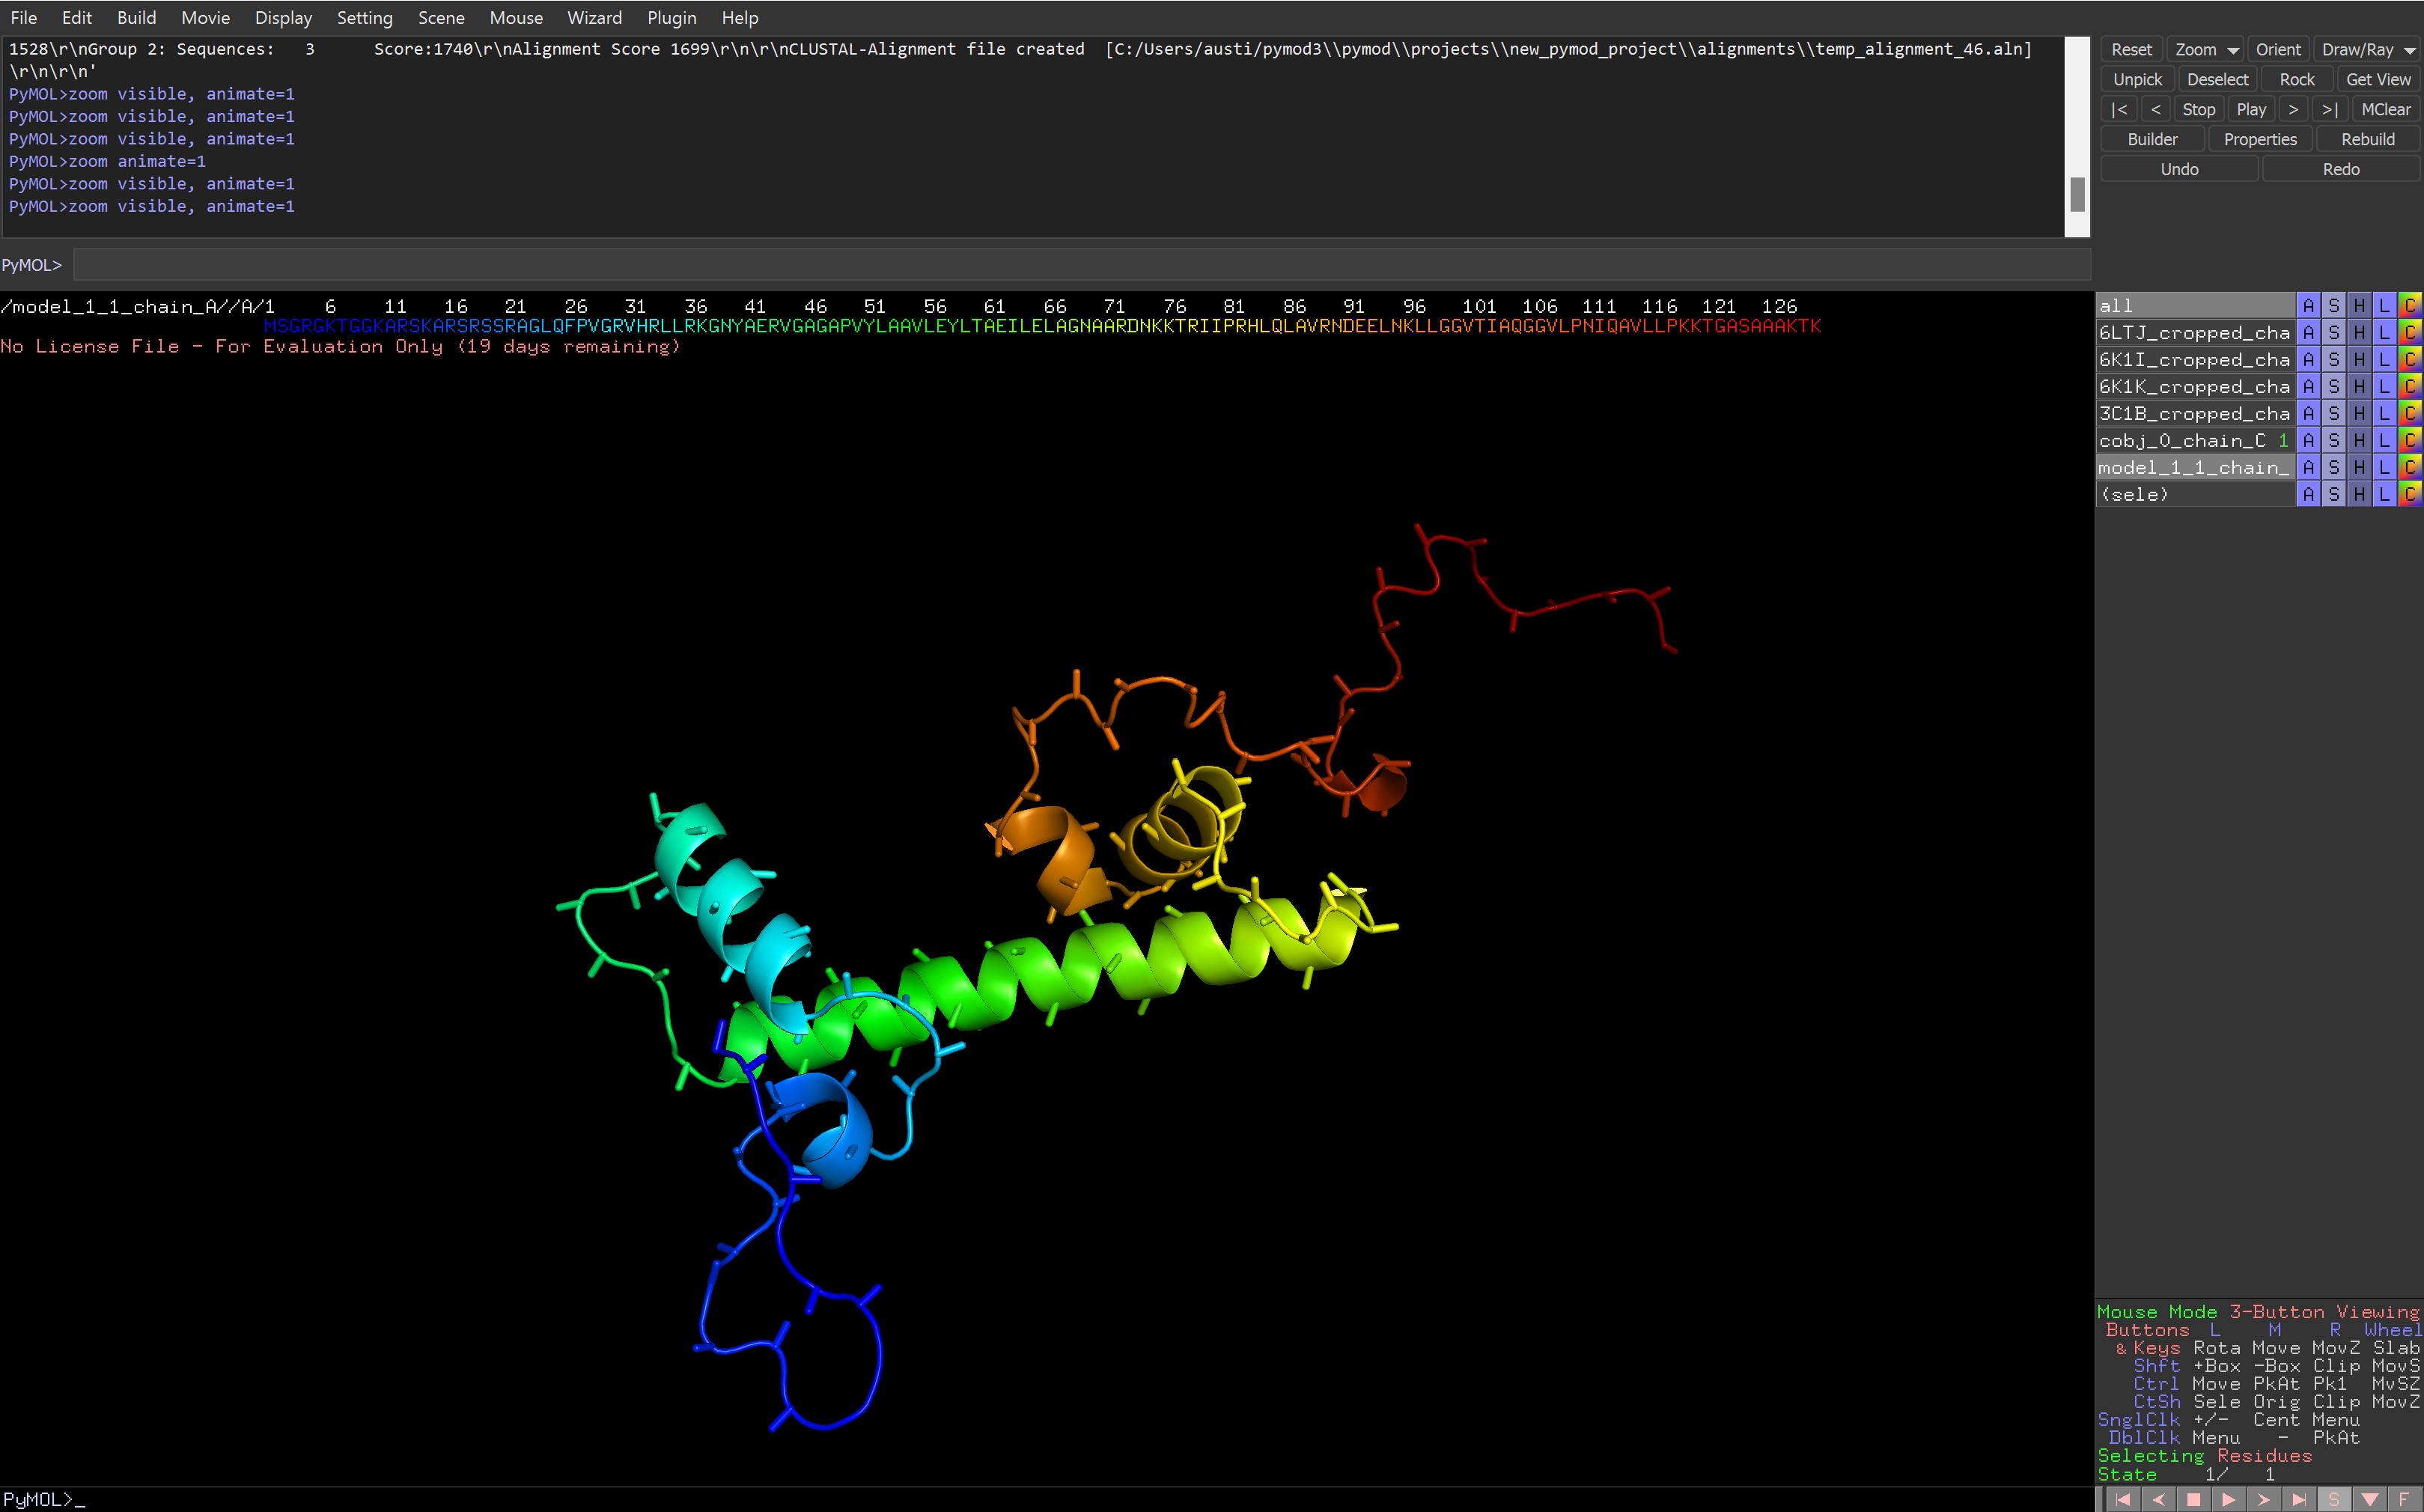 File Edit Build Movie Display Setting Scene Mouse Wizard Plugin Help
1528\r\nGroup 2: Sequences: 3 Score:1740\r\nAlignment Score 1699\r\n\r\nCLUSTAL-Alignment file created [C:/Users/austi/pymod3\\pymod\\projects\\new_pymod_project\\alignments\\temp_alignment_46.aln]
\r\n\r\n'
PyMOL>zoom visible, animate=1
PyMOL>zoom visible, animate=1
PyMOL>zoom visible, animate=1
PyMOL>zoom animate=1
PyMOL>zoom visible, animate=1
PyMOL>zoom visible, animate=1
PyMOL>
Reset Zoom Orient Draw/Ray
Unpick Deselect Rock Get View
|< < Stop Play > >| MClear
Builder Properties Rebuild
Undo Redo
/model_1_1_chain_A//A/1 6 11 16 21 26 31 36 41 46 51 56 61 66 71 76 81 86 91 96 101 106 111 116 121 126
MSGRGKTGGKARSKARSRSSRAGLQFPVGRVHRLLRKGNYAERVGAGAPVYLAAVLEYLTAEILELAGNAARDNKKTRIIPRHLQLAVRNDEELNKLLGGVTIAQGGVLPNIQAVLLPKKTGASAAAKTK
No License File - For Evaluation Only (19 days remaining)
all A S H L C
6LTJ_cropped_cha A S H L C
6K1I_cropped_cha A S H L C
6K1K_cropped_cha A S H L C
3C1B_cropped_cha A S H L C
cobj_0_chain_C 1 A S H L C
model_1_1_chain_ A S H L C
(sele) A S H L C
Mouse Mode 3-Button Viewing
Buttons L M R Wheel
& Keys Rota Move MovZ Slab
Shft +Box -Box Clip MovS
Ctrl Move PkAt Pk1 MvSZ
CtSh Sele Orig Clip MovZ
SnglClk +/- Cent Menu
DblClk Menu - PkAt
Selecting Residues
State 1/ 1
PyMOL>_
S F